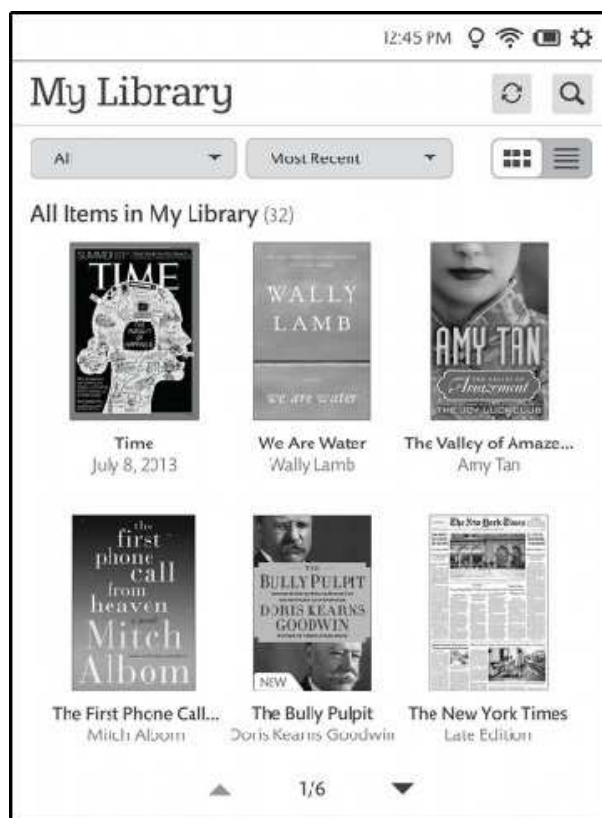 12:45 PM
My Library
All
Most Recent
All Items in My Library (32)
TIME
WALLY
LAMB
we are water
AMY TAN
THE VALLEY OF
Amazement
THE JOY LUCK CLUB
Time
We Are Water
The Valley of Amaze...
July 8, 2013
Wally Lamb
Amy Tan
the
first
phone
call
from
heaven
a novel
Mitch
Albom
THE
BULLY PULPIT
DORIS KEARNS
GOODWIN
NEW
The New York Times
The First Phone Call...
The Bully Pulpit
The New York Times
Mitch Albom
Doris Kearns Goodwin
Late Edition
1/6